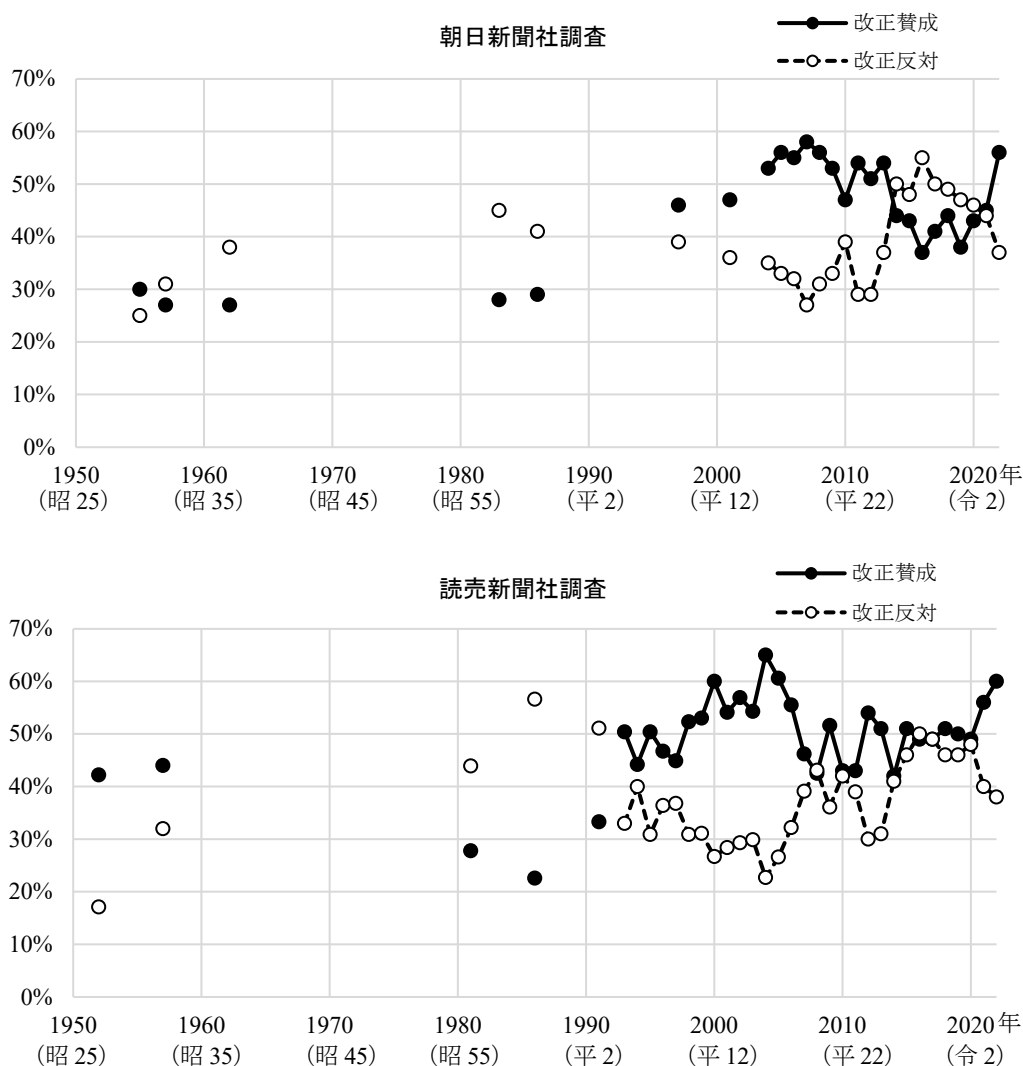 朝日新聞社調査
改正賛成
改正反対
70%
60%
50%
40%
30%
20%
10%
0%
1950 1960 1970 1980 1990 2000 2010 2020年
（昭 25） （昭 35） （昭 45） （昭 55） （平 2） （平 12） （平 22） （令 2）
読売新聞社調査
改正賛成
改正反対
70%
60%
50%
40%
30%
20%
10%
0%
1950 1960 1970 1980 1990 2000 2010 2020年
（昭 25） （昭 35） （昭 45） （昭 55） （平 2） （平 12） （平 22） （令 2）